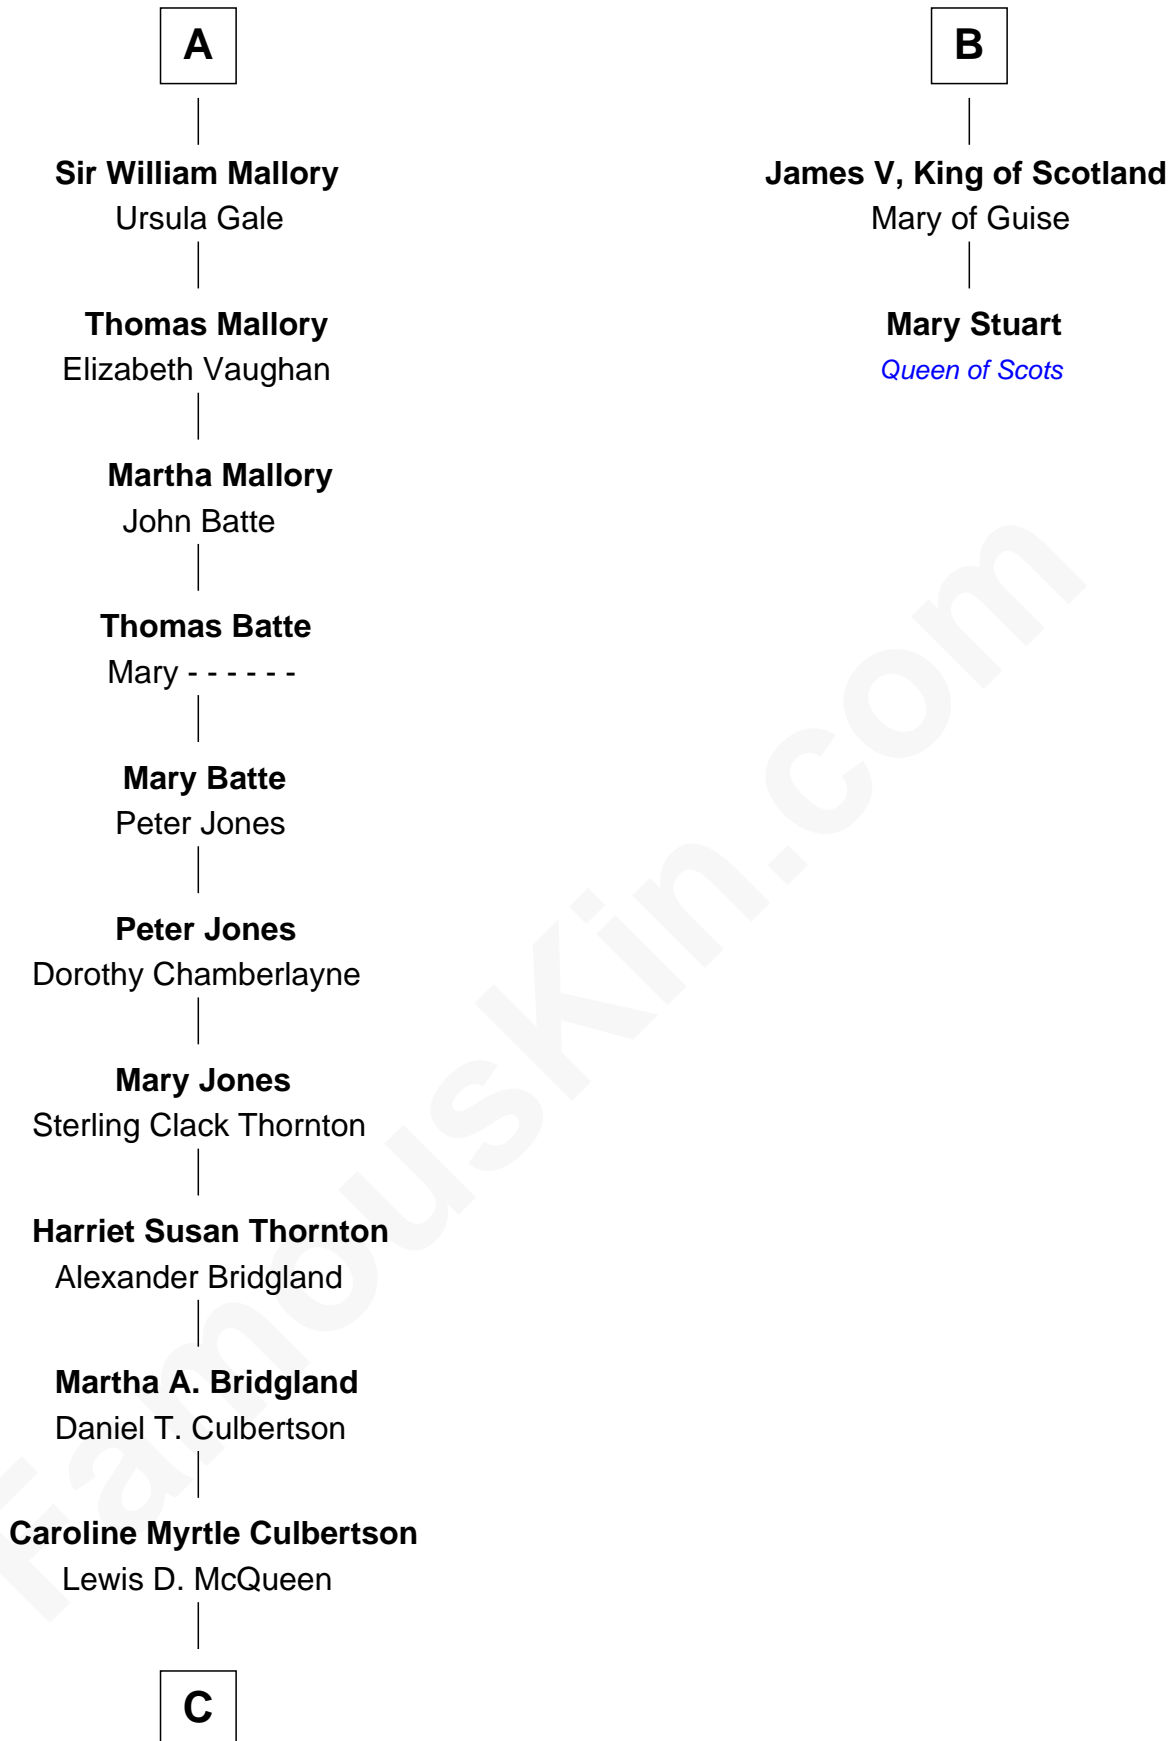 A
Sir William Mallory
Ursula Gale
Thomas Mallory
Elizabeth Vaughan
Martha Mallory
John Batte
Thomas Batte
Mary - - - - - -
Mary Batte
Peter Jones
Peter Jones
Dorothy Chamberlayne
Mary Jones
Sterling Clack Thornton
Harriet Susan Thornton
Alexander Bridgland
Martha A. Bridgland
Daniel T. Culbertson
Caroline Myrtle Culbertson
Lewis D. McQueen
C
B
James V, King of Scotland
Mary of Guise
Mary Stuart
Queen of Scots
FamousKin.com